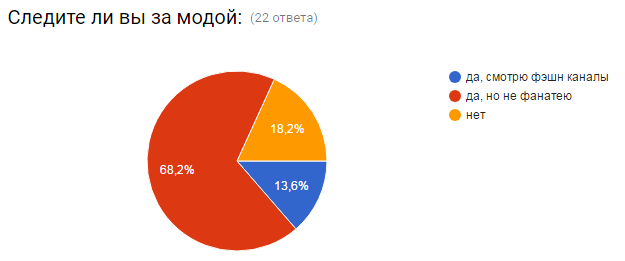 Следите ли вы за модой: (22 ответа)
да, смотрю фэшн каналы
да, но не фанатею
нет
18,2%
68,2%
13,6%